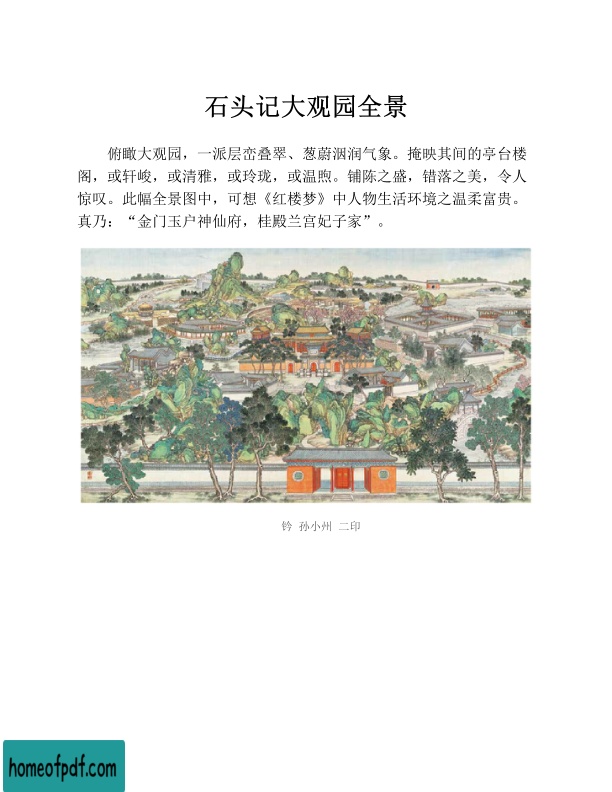 石头记大观园全景
俯瞰大观园，一派层峦叠翠、葱蔚洇润气象。掩映其间的亭台楼
阁，或轩峻，或清雅，或玲珑，或温煦。铺陈之盛，错落之美，令人
惊叹。此幅全景图中，可想《红楼梦》中人物生活环境之温柔富贵。
真乃：“金门玉户神仙府，桂殿兰宫妃子家”。
钤 孙小州 二印
homeofpdf.com